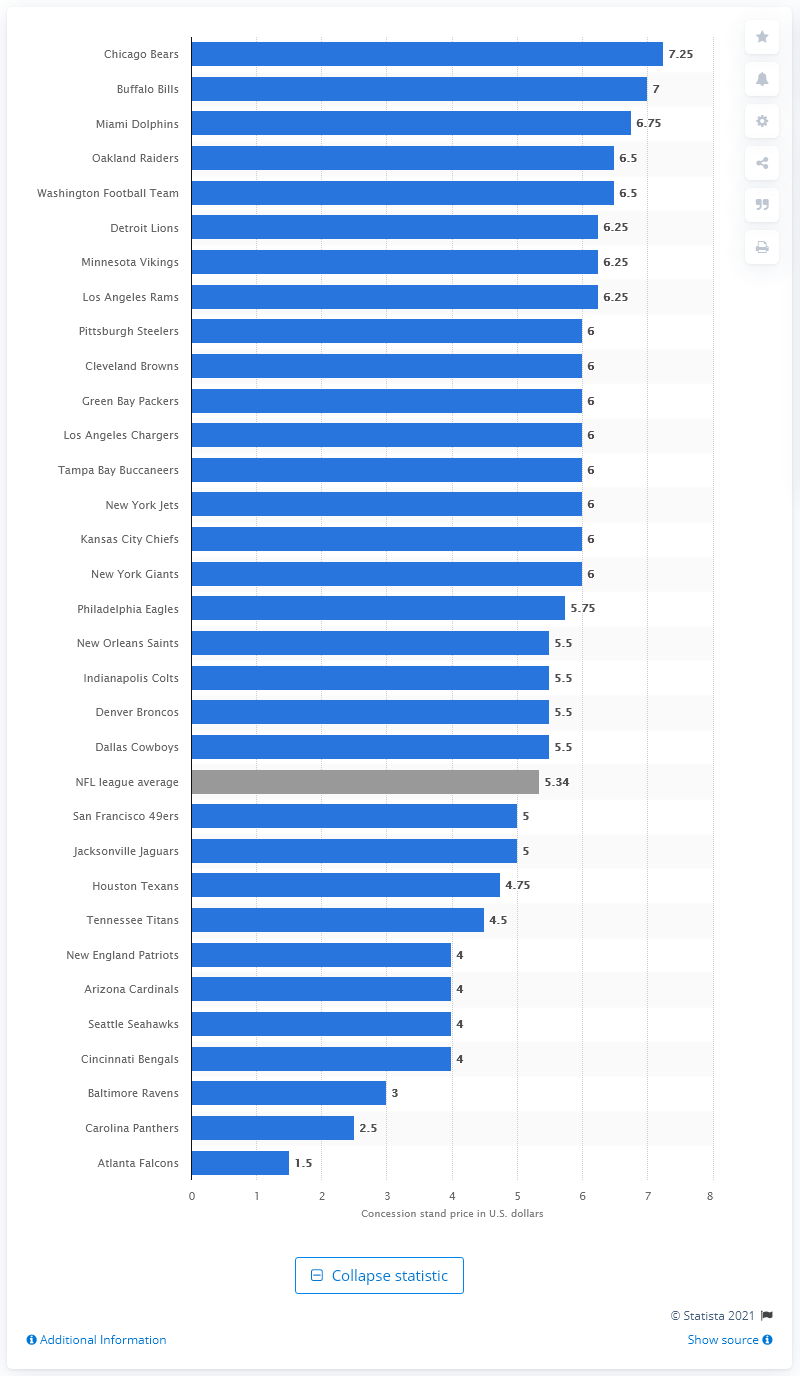 Chicago Bears 7.25
Buffalo Bills 7
Miami Dolphins 6.75
Oakland Raiders 6.5
Washington Football Team 6.5
Detroit Lions 6.25
Minnesota Vikings 6.25
Los Angeles Rams 6.25
Pittsburgh Steelers 6
Cleveland Browns 6
Green Bay Packers 6
Los Angeles Chargers 6
Tampa Bay Buccaneers 6
New York Jets 6
Kansas City Chiefs 6
New York Giants 6
Philadelphia Eagles 5.75
New Orleans Saints 5.5
Indianapolis Colts 5.5
Denver Broncos 5.5
Dallas Cowboys 5.5
NFL league average 5.34
San Francisco 49ers 5
Jacksonville Jaguars 5
Houston Texans 4.75
Tennessee Titans 4.5
New England Patriots 4
Arizona Cardinals 4
Seattle Seahawks 4
Cincinnati Bengals 4
Baltimore Ravens 3
Carolina Panthers 2.5
Atlanta Falcons 1.5
0 1 2 3 4 5 6 7 8
Concession stand price in U.S. dollars
Collapse statistic
© Statista 2021
Additional Information Show source